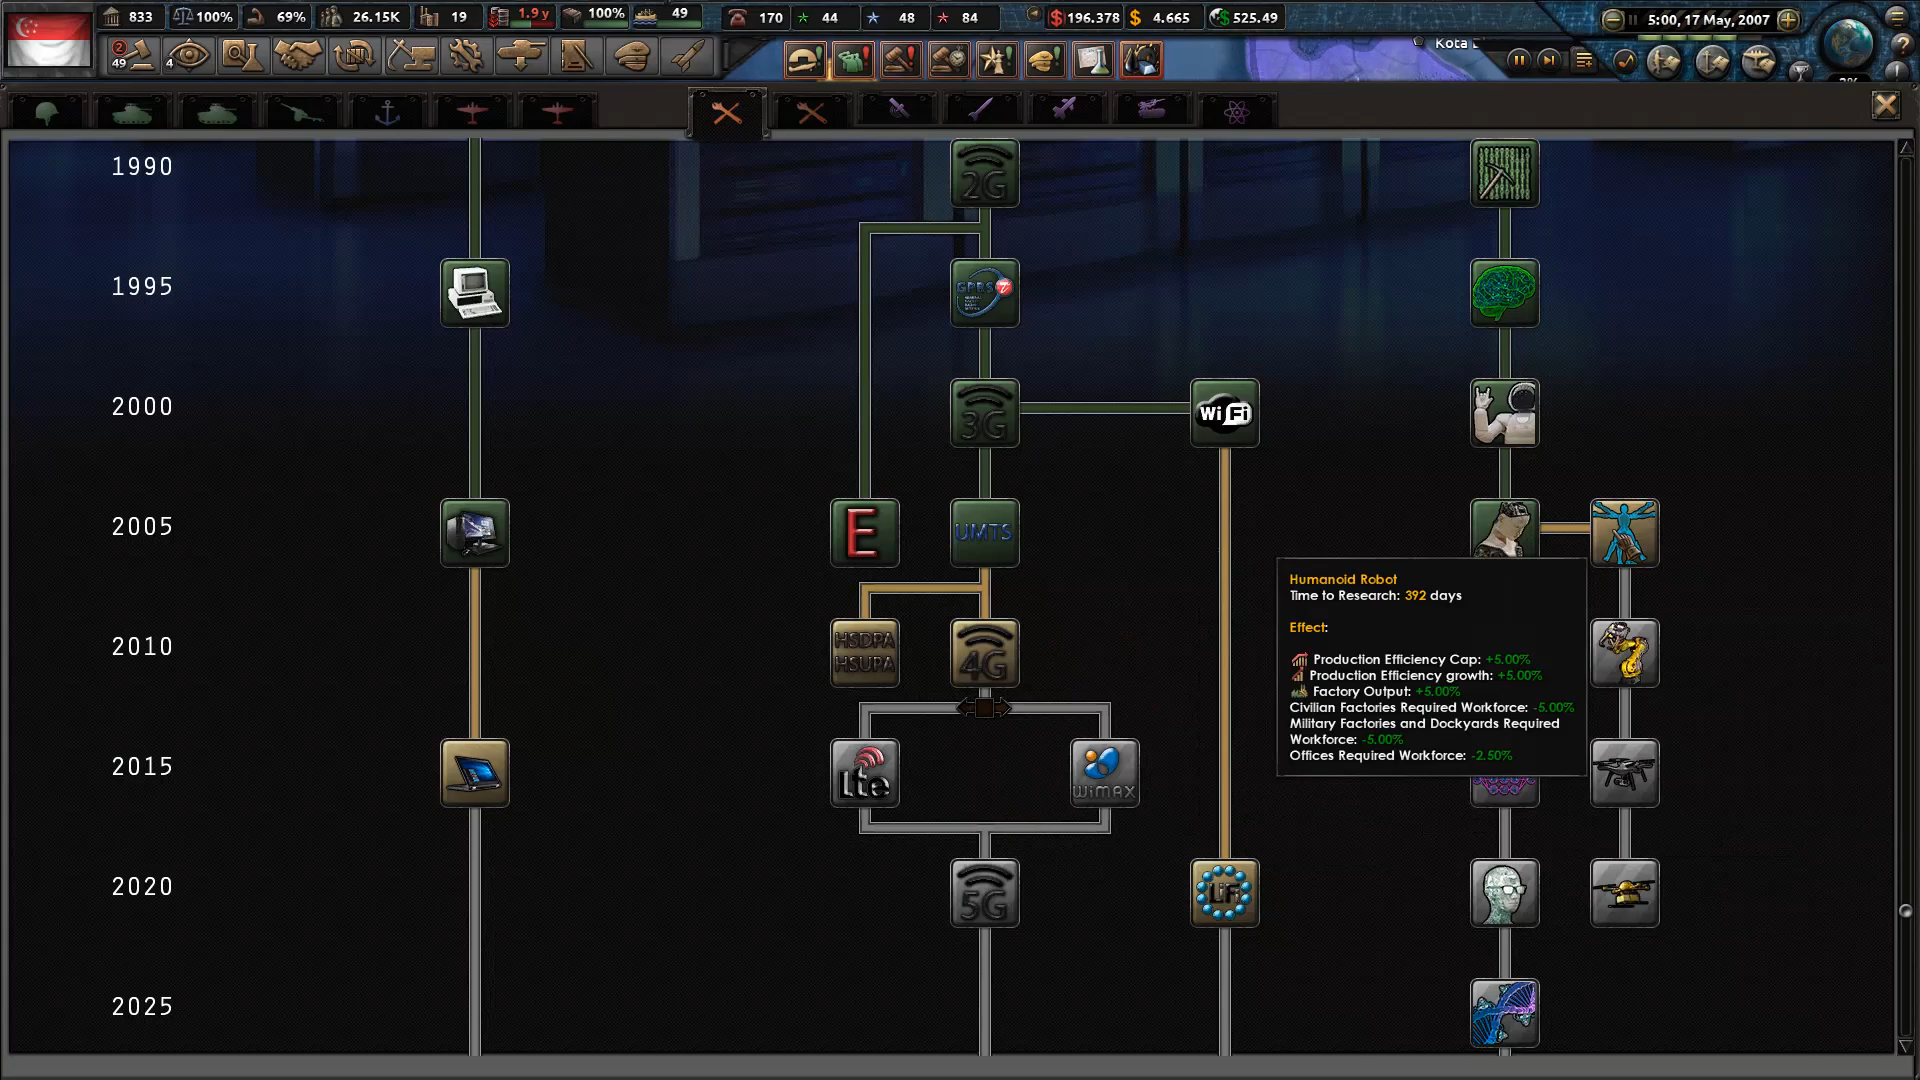 833
100%
69%
26.15K
19
1.9 y
100%
49
170
44
48
84
196.378
4.665
525.49
5:00, 17 May, 2007
2
49
4
Kota
1990
2G
1995
GPRS
2000
3G
WiFi
2005
E
UMTS
Humanoid Robot
Time to Research: 392 days
Effect:
Production Efficiency Cap: +5.00%
Production Efficiency growth: +5.00%
Factory Output: +5.00%
Civilian Factories Required Workforce: -5.00%
Military Factories and Dockyards Required
Workforce: -5.00%
Offices Required Workforce: -2.50%
2010
HSDPA
HSUPA
4G
2015
Lte
WiMAX
2020
5G
LiFi
2025